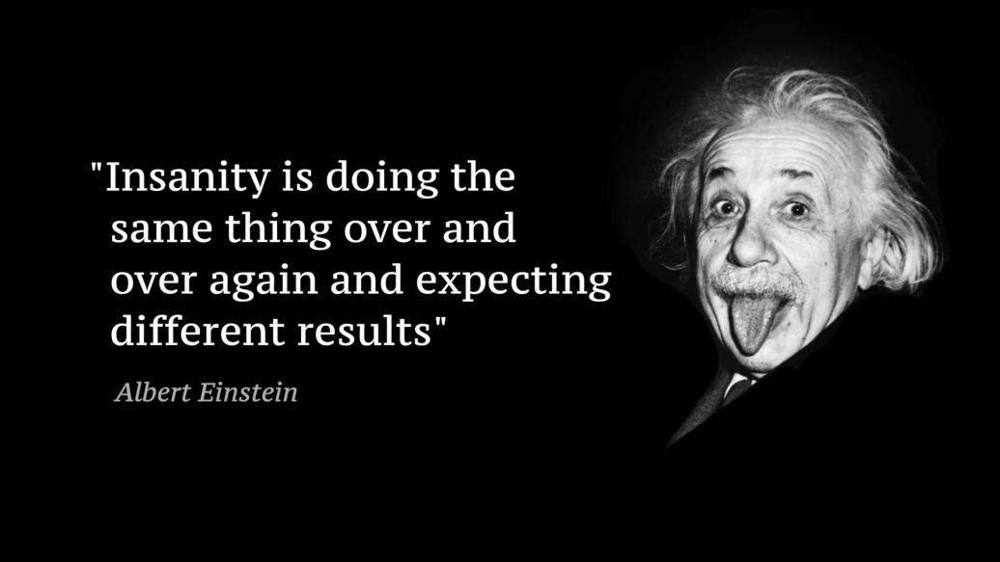 "Insanity is doing the
same thing over and
over again and expecting
different results"
Albert Einstein